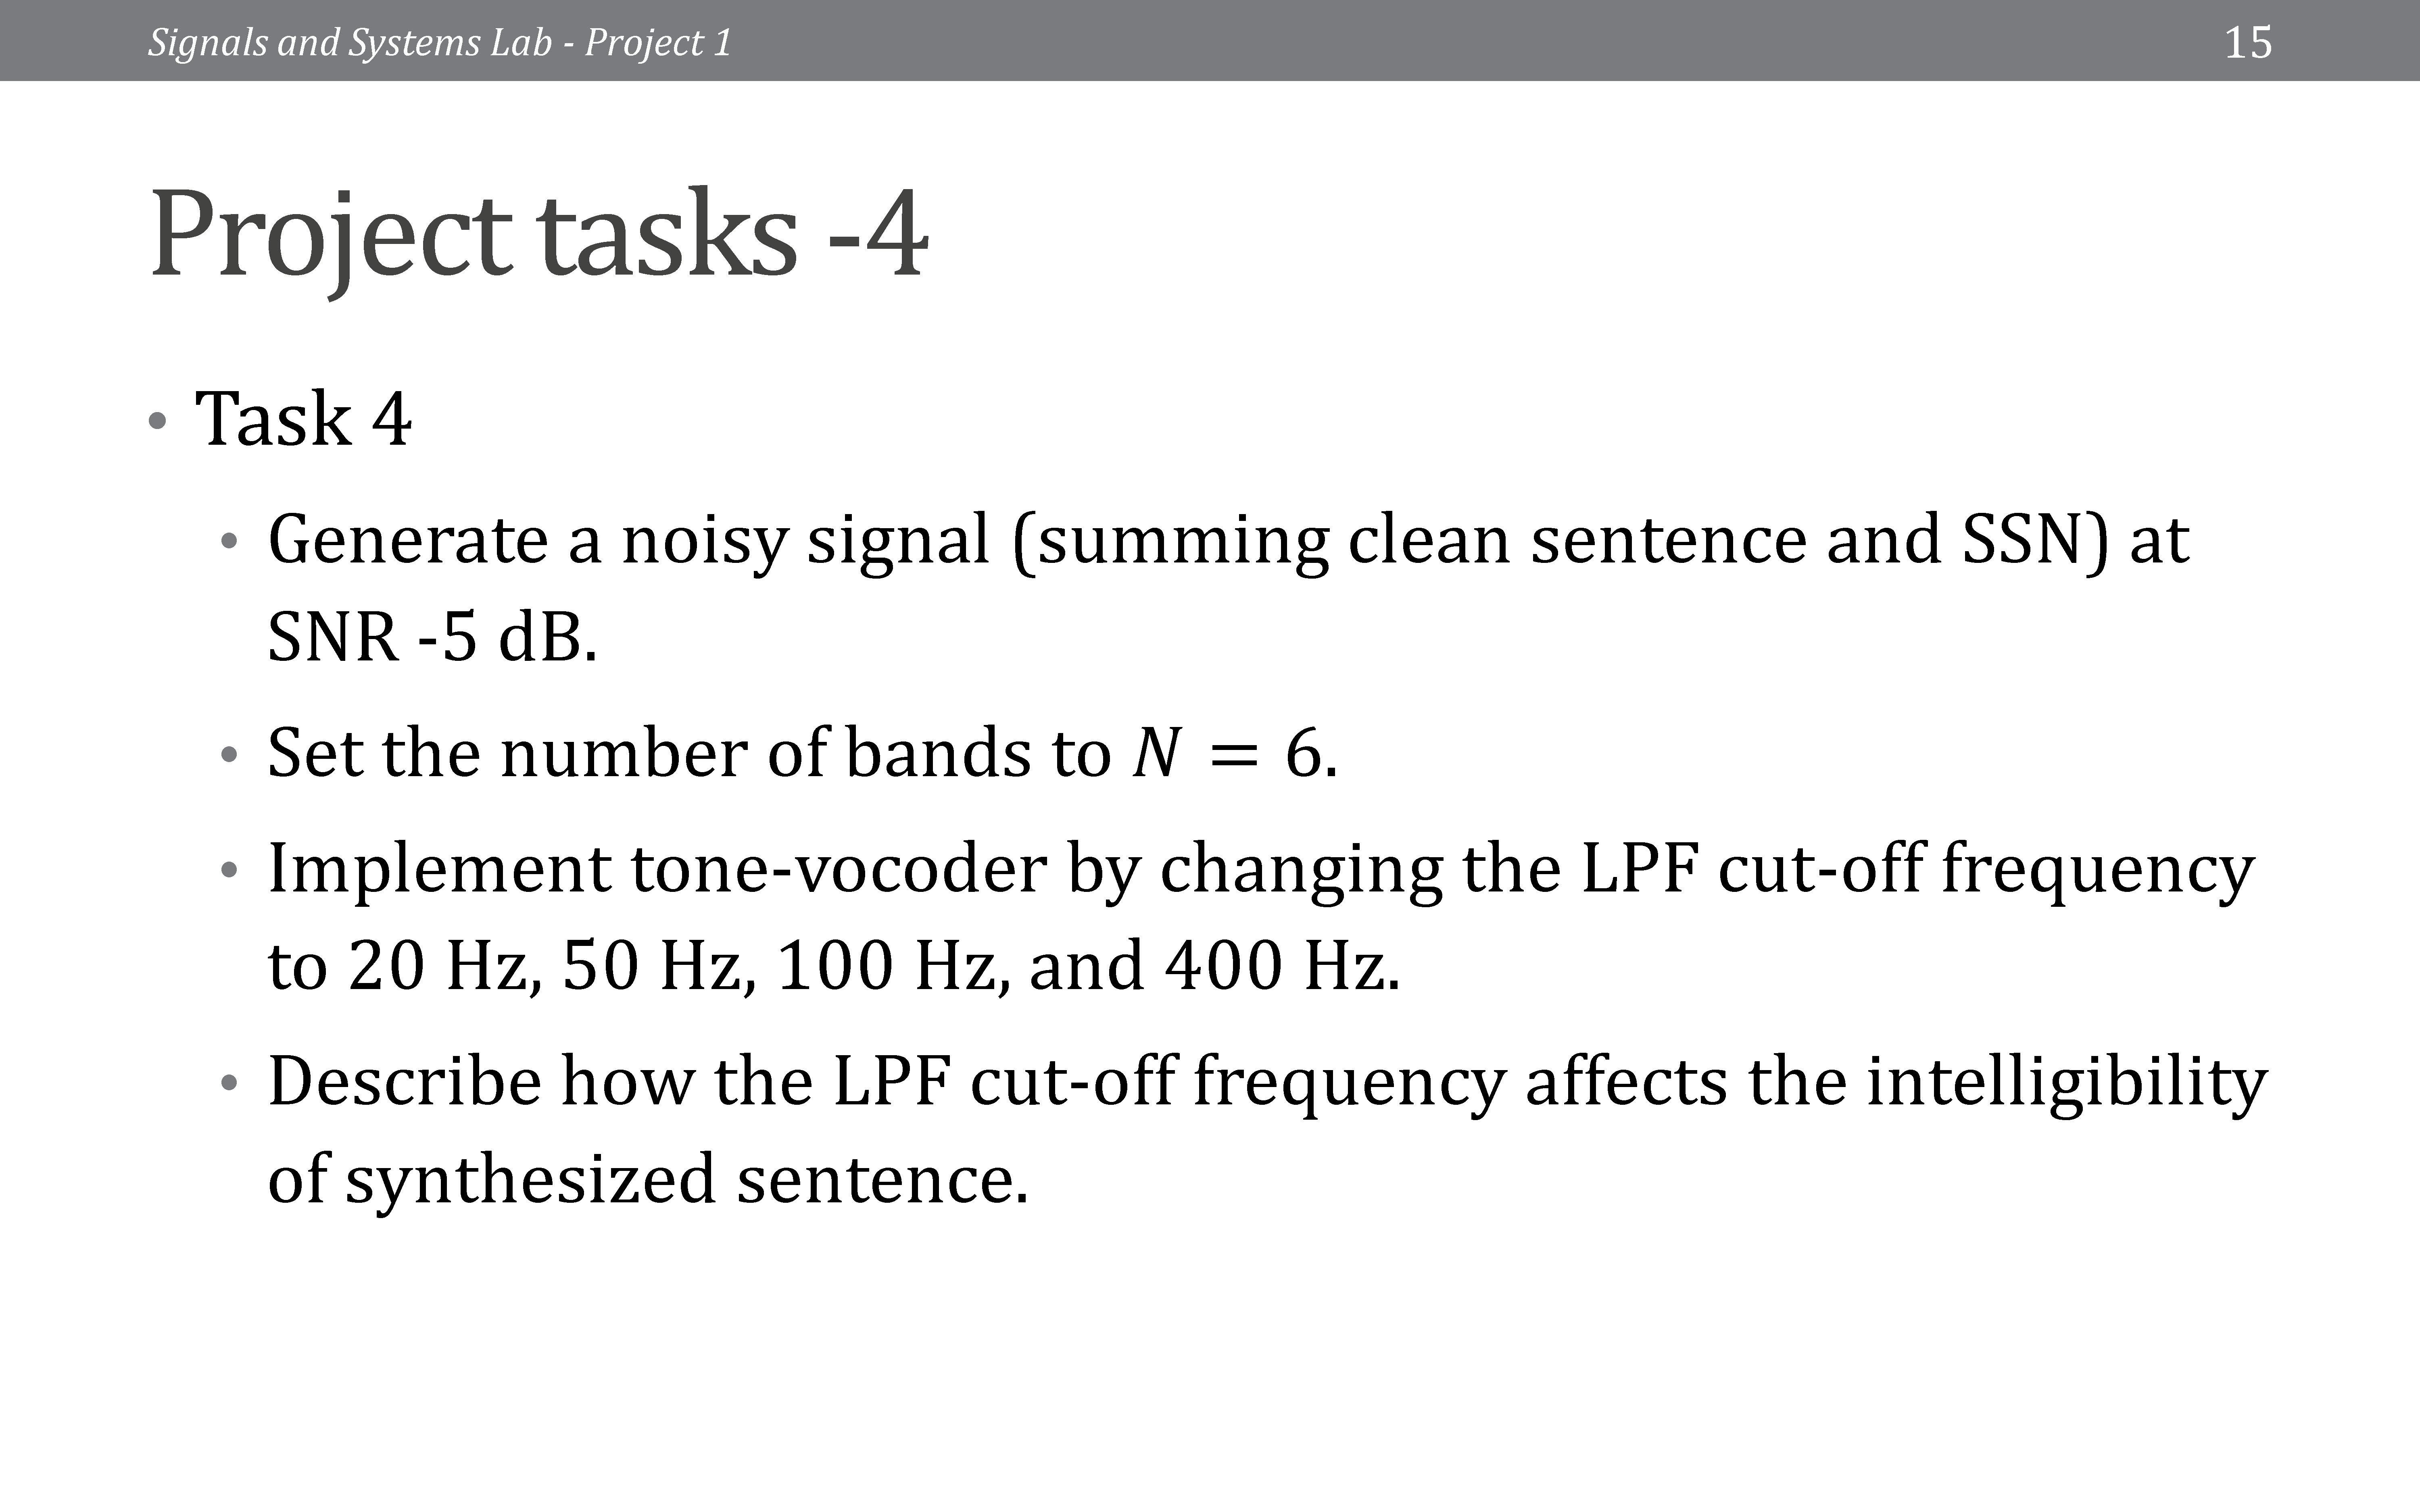 Signals and Systems Lab - Project 1
15
Project tasks -4
• Task 4
• Generate a noisy signal (summing clean sentence and SSN) at
SNR -5 dB.
• Set the number of bands to N = 6.
• Implement tone-vocoder by changing the LPF cut-off frequency
to 20 Hz, 50 Hz, 100 Hz, and 400 Hz.
• Describe how the LPF cut-off frequency affects the intelligibility
of synthesized sentence.